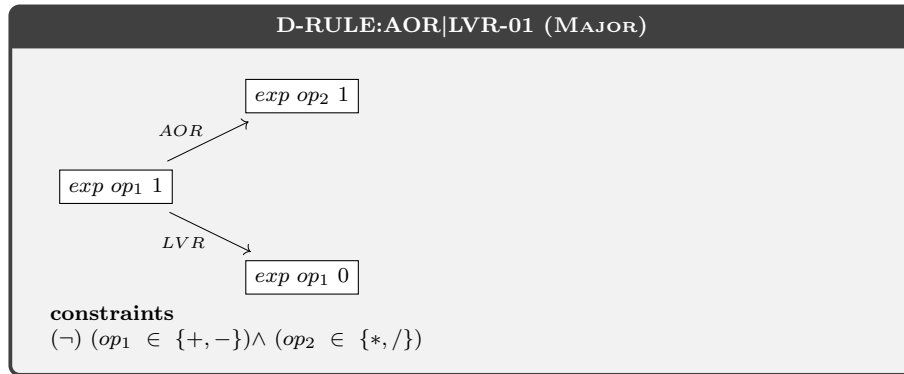 D-RULE:AOR|LVR-01 (MAJOR)
exp op₂ 1
AOR
exp op₁ 1
LVR
exp op₁ 0
constraints
(¬) (op₁ ∈ {+,−})∧ (op₂ ∈ {*,/})